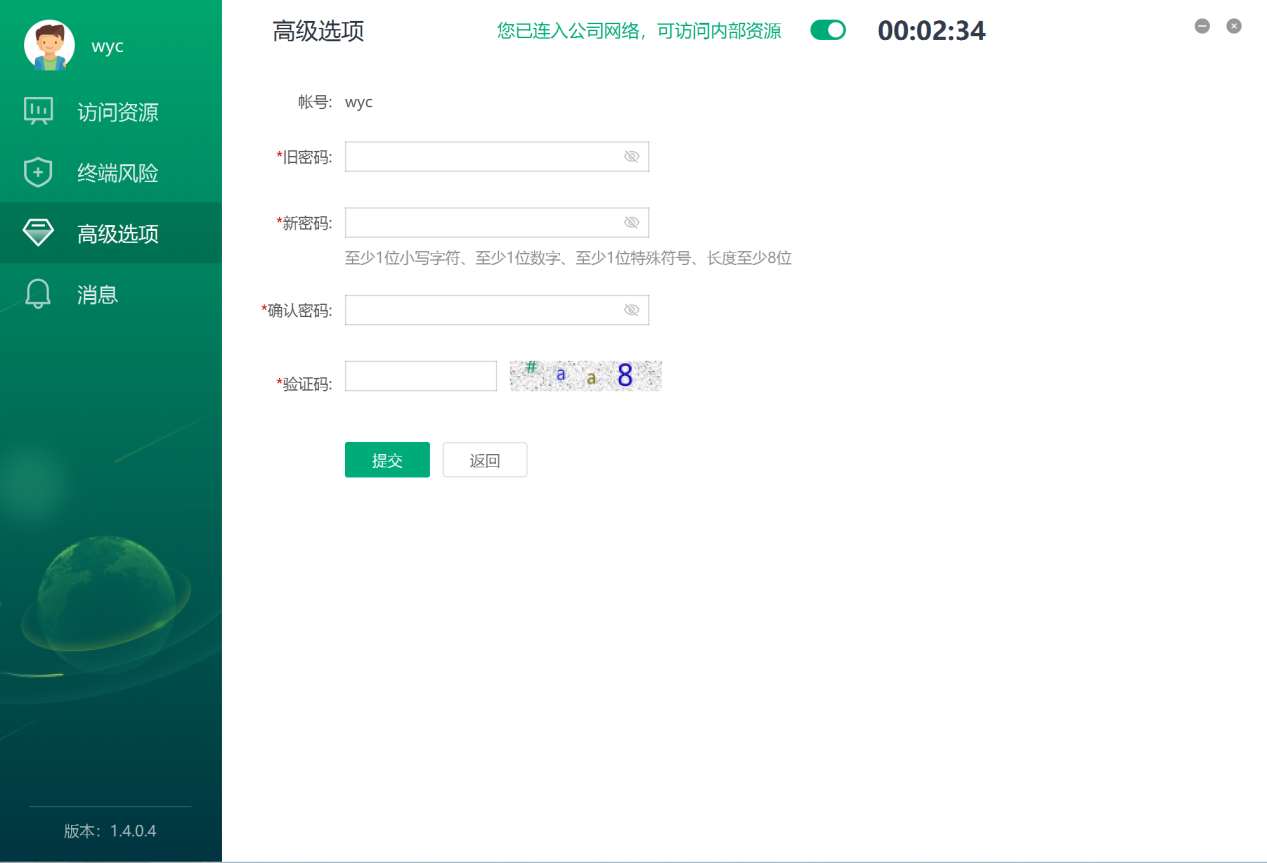 wyc
访问资源
终端风险
高级选项
消息
版本：1.4.0.4
高级选项
您已连入公司网络，可访问内部资源
00:02:34
帐号: wyc
*旧密码:
*新密码:
至少1位小写字符、至少1位数字、至少1位特殊符号、长度至少8位
*确认密码:
*验证码: # a a 8
提交 返回